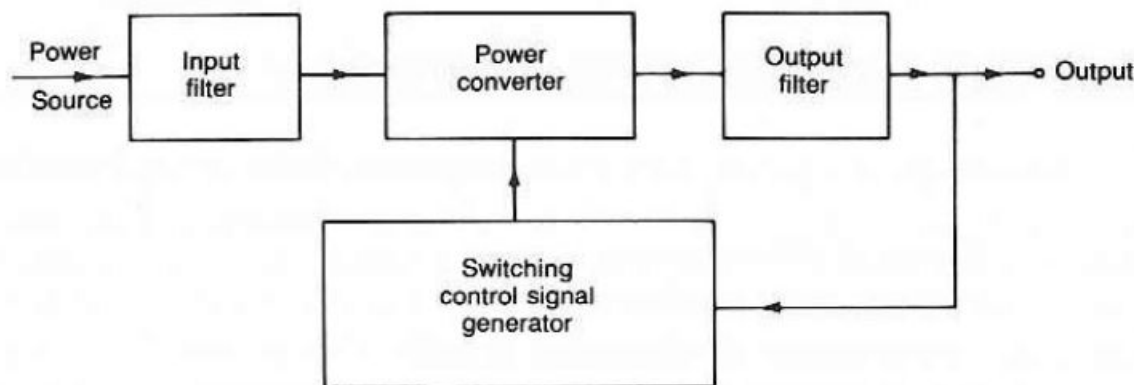 Power
Source
Input
filter
Power
converter
Output
filter
Output
Switching
control signal
generator